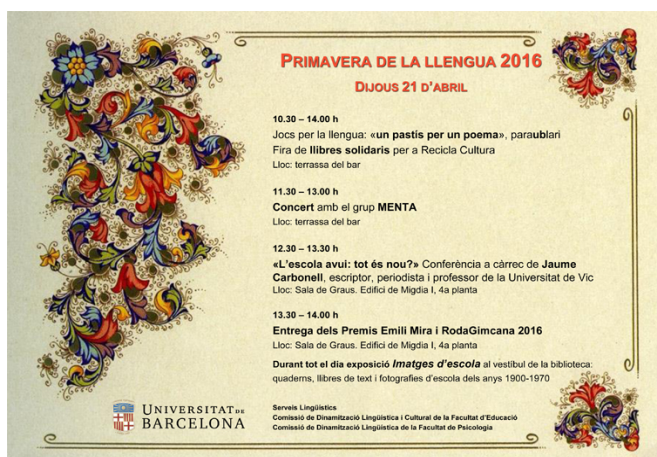 PRIMAVERA DE LA LLENGUA 2016
DIJOUS 21 D'ABRIL
10.30 – 14.00 h
Jocs per la llengua: «un pastís per un poema», paraublari
Fira de llibres solidaris per a Recicla Cultura
Lloc: terrassa del bar
11.30 – 13.00 h
Concert amb el grup MENTA
Lloc: terrassa del bar
12.30 – 13.30 h
«L'escola avui: tot és nou?» Conferència a càrrec de Jaume
Carbonell, escriptor, periodista i professor de la Universitat de Vic
Lloc: Sala de Graus. Edifici de Migdia I, 4a planta
13.30 – 14.00 h
Entrega dels Premis Emili Mira i RodaGimcana 2016
Lloc: Sala de Graus. Edifici de Migdia I, 4a planta
Durant tot el dia exposició Imatges d'escola al vestíbul de la biblioteca:
quaderns, llibres de text i fotografies d'escola dels anys 1900-1970
UNIVERSITAT DE
BARCELONA
Serveis Lingüístics
Comissió de Dinamització Lingüística i Cultural de la Facultat d'Educació
Comissió de Dinamització Lingüística de la Facultat de Psicologia